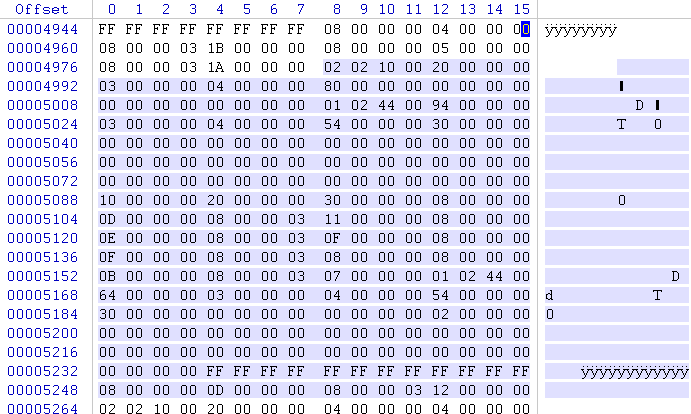 Offset 0 1 2 3 4 5 6 7 8 9 10 11 12 13 14 15
00004944 FF FF FF FF FF FF FF FF 08 00 00 00 04 00 00 00 ÿÿÿÿÿÿÿÿ
00004960 08 00 00 03 1B 00 00 00 08 00 00 00 05 00 00 00
00004976 08 00 00 03 1A 00 00 00 02 02 10 00 20 00 00 00
00004992 03 00 00 00 04 00 00 00 80 00 00 00 00 00 00 00
00005008 00 00 00 00 00 00 00 00 01 02 44 00 94 00 00 00 D
00005024 03 00 00 00 04 00 00 00 54 00 00 00 30 00 00 00 T 0
00005040 00 00 00 00 00 00 00 00 00 00 00 00 00 00 00 00
00005056 00 00 00 00 00 00 00 00 00 00 00 00 00 00 00 00
00005072 00 00 00 00 00 00 00 00 00 00 00 00 00 00 00 00
00005088 10 00 00 00 20 00 00 00 30 00 00 00 08 00 00 00 0
00005104 0D 00 00 00 08 00 00 03 11 00 00 00 08 00 00 00
00005120 0E 00 00 00 08 00 00 03 0F 00 00 00 08 00 00 00
00005136 0F 00 00 00 08 00 00 03 08 00 00 00 08 00 00 00
00005152 0B 00 00 00 08 00 00 03 07 00 00 00 01 02 44 00 D
00005168 64 00 00 00 03 00 00 00 04 00 00 00 54 00 00 00 d T
00005184 30 00 00 00 00 00 00 00 00 00 00 00 02 00 00 00 0
00005200 00 00 00 00 00 00 00 00 00 00 00 00 00 00 00 00
00005216 00 00 00 00 00 00 00 00 00 00 00 00 00 00 00 00
00005232 00 00 00 00 FF FF FF FF FF FF FF FF FF FF FF FF ÿÿÿÿÿÿÿÿÿÿÿÿ
00005248 08 00 00 00 0D 00 00 00 08 00 00 03 12 00 00 00
00005264 02 02 10 00 20 00 00 00 04 00 00 00 04 00 00 00